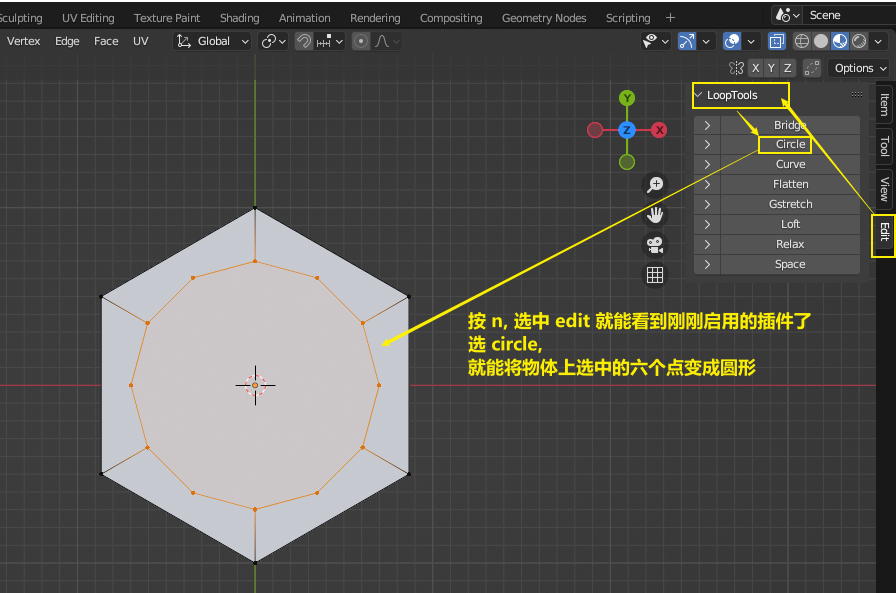 Sculpting UV Editing Texture Paint Shading Animation Rendering Compositing Geometry Nodes Scripting + Scene
Vertex Edge Face UV Global
X Y Z Options
LoopTools
Bridge
Circle
Curve
Flatten
Gstretch
Loft
Relax
Space
Item
Tool
View
Edit
Y
Z
X
按 n, 选中 edit 就能看到刚刚启用的插件了
选 circle,
就能将物体上选中的六个点变成圆形